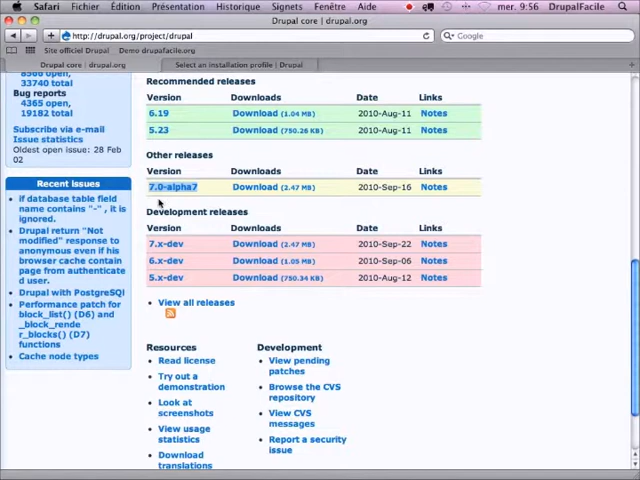 Safari Fichier Édition Présentation Historique Signets Fenêtre Aide mer. 9:56 DrupalFacile
Drupal core | drupal.org
http://drupal.org/project/drupal
Google
Site officiel Drupal Demo drupalfacile.org
Drupal core | drupal.org Select an installation profile | Drupal
8566 open,
33740 total
Bug reports
4365 open,
19182 total
Subscribe via e-mail
Issue statistics
Oldest open issue: 28 Feb
02
Recent issues
if database table field
name contains "-" , it is
ignored.
Drupal return "Not
modified" response to
anonymous even if his
browser cache contain
page from authenticate
d user.
Drupal with PostgreSQl
Performance patch for
block_list() (D6) and
_block_rende
r_blocks() (D7)
functions
Cache node types
Recommended releases
Version Downloads Date Links
6.19 Download (1.04 MB) 2010-Aug-11 Notes
5.23 Download (750.26 KB) 2010-Aug-11 Notes
Other releases
Version Downloads Date Links
7.0-alpha7 Download (2.47 MB) 2010-Sep-16 Notes
Development releases
Version Downloads Date Links
7.x-dev Download (2.47 MB) 2010-Sep-22 Notes
6.x-dev Download (1.05 MB) 2010-Sep-06 Notes
5.x-dev Download (750.34 KB) 2010-Aug-12 Notes
View all releases
Resources
Read license
Try out a
demonstration
Look at
screenshots
View usage
statistics
Download
translations
Development
View pending
patches
Browse the CVS
repository
View CVS
messages
Report a security
issue